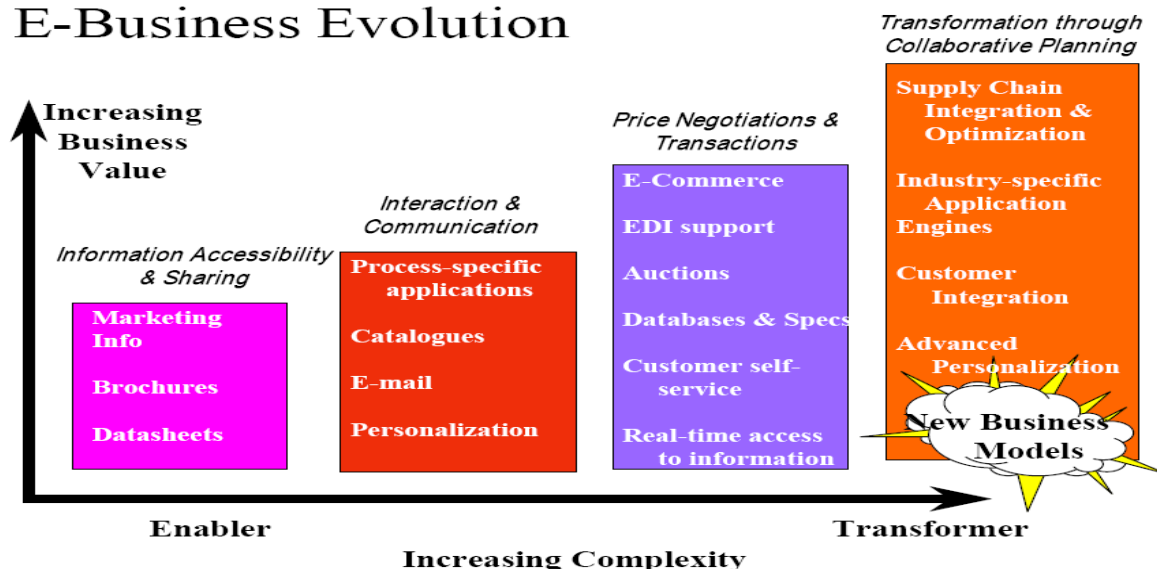 E-Business Evolution
Transformation through
Collaborative Planning
Increasing
Business
Value
Price Negotiations &
Transactions
Interaction &
Communication
Information Accessibility
& Sharing
Marketing
Info
Brochures
Datasheets
Process-specific
applications
Catalogues
E-mail
Personalization
E-Commerce
EDI support
Auctions
Databases & Specs
Customer self-
service
Real-time access
to information
Supply Chain
Integration &
Optimization
Industry-specific
Application
Engines
Customer
Integration
Advanced
Personalization
New Business
Models
Enabler
Transformer
Increasing Complexity